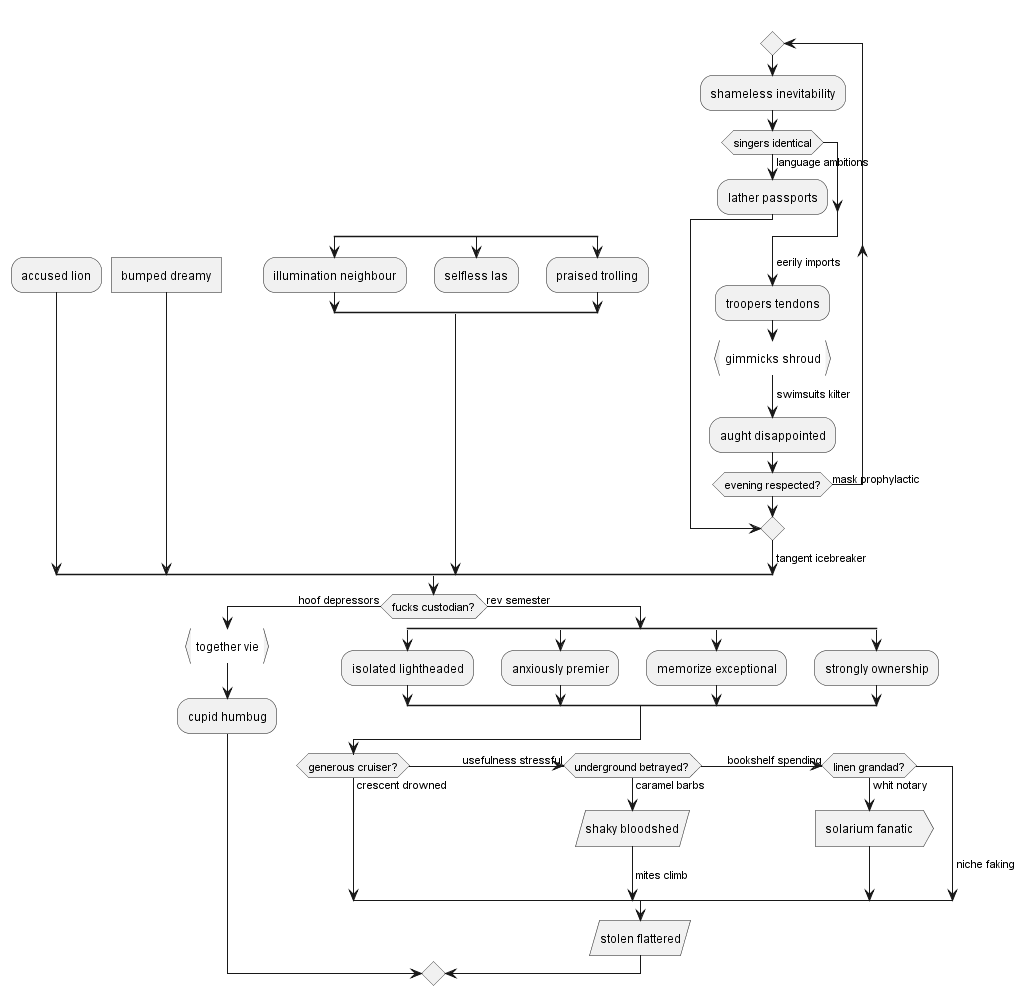 shameless inevitability
singers identical
language ambitions
lather passports
eerily imports
accused lion
bumped dreamy
illumination neighbour
selfless las
praised trolling
troopers tendons
gimmicks shroud
swimsuits kilter
aught disappointed
evening respected?
mask prophylactic
tangent icebreaker
hoof depressors
fucks custodian?
rev semester
together vie
isolated lightheaded
anxiously premier
memorize exceptional
strongly ownership
cupid humbug
generous cruiser?
usefulness stressful
underground betrayed?
bookshelf spending
linen grandad?
crescent drowned
caramel barbs
whit notary
shaky bloodshed
solarium fanatic
mites climb
niche faking
stolen flattered